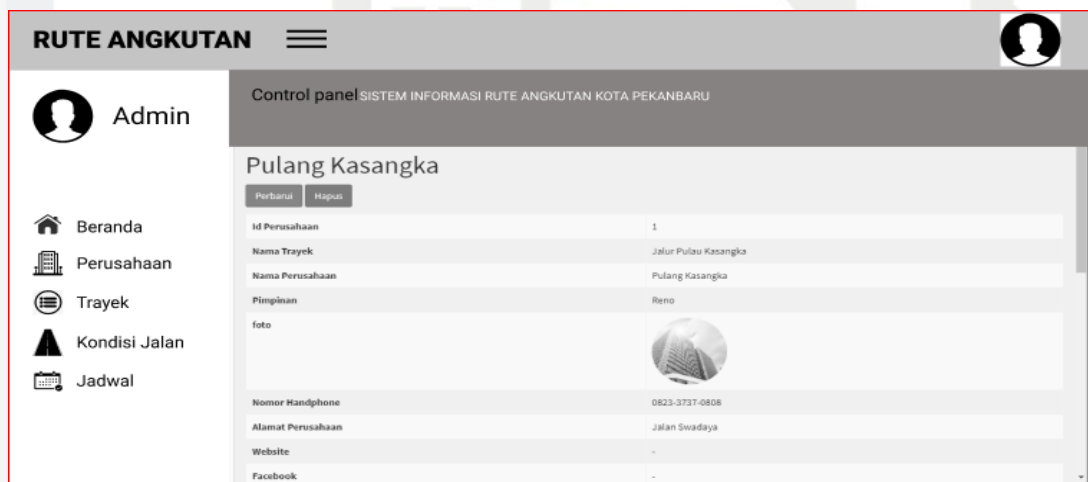 RUTE ANGKUTAN
Admin
Control panel SISTEM INFORMASI RUTE ANGKUTAN KOTA PEKANBARU
Beranda
Perusahaan
Trayek
Kondisi Jalan
Jadwal
Pulang Kasangka
Perbarui Hapus
Id Perusahaan 1
Nama Trayek Jalur Pulau Kasangka
Nama Perusahaan Pulang Kasangka
Pimpinan Reno
foto
Nomor Handphone 0823-3737-0808
Alamat Perusahaan Jalan Swadaya
Website -
Facebook -